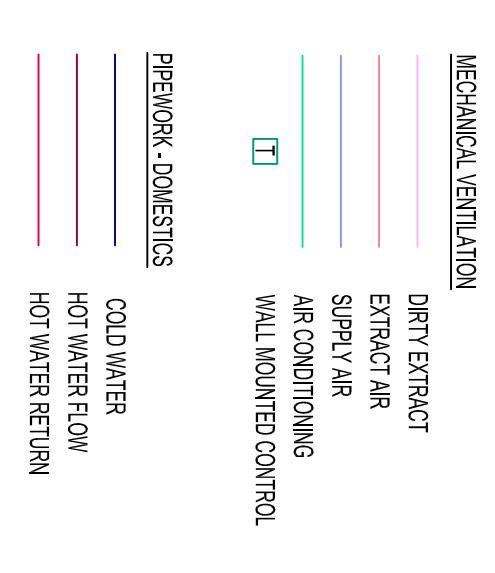 MECHANICAL VENTILATION
DIRTY EXTRACT
EXTRACT AIR
SUPPLY AIR
AIR CONDITIONING
T WALL MOUNTED CONTROL
PIPEWORK - DOMESTICS
COLD WATER
HOT WATER FLOW
HOT WATER RETURN